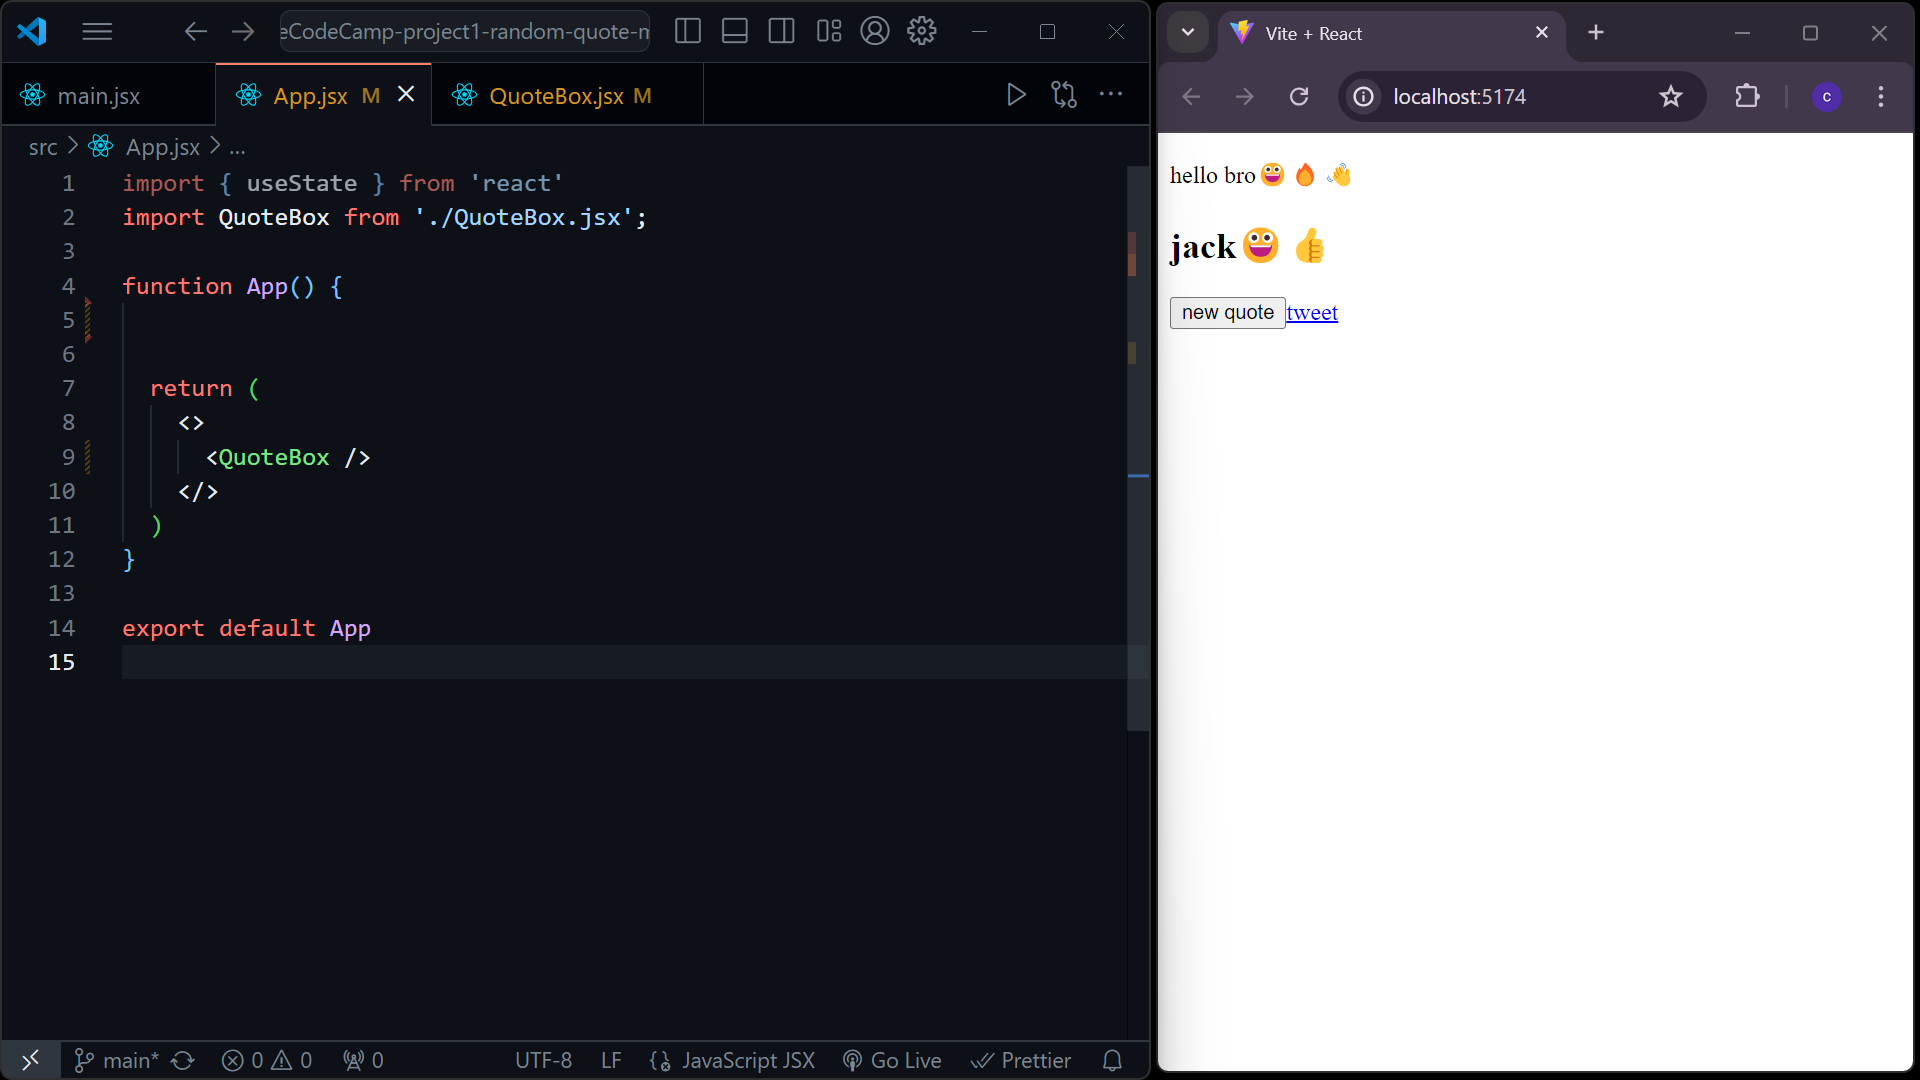 eCodeCamp-project1-random-quote-m
main.jsx
App.jsx M
QuoteBox.jsx M
src > App.jsx > ...
1 import { useState } from 'react'
2 import QuoteBox from './QuoteBox.jsx';
3
4 function App() {
5
6
7 return (
8 <>
9 <QuoteBox />
10 </>
11 )
12 }
13
14 export default App
15
main* 0 0 0 UTF-8 LF JavaScript JSX Go Live Prettier
Vite + React
localhost:5174
c
hello bro😀 🔥 👋
jack😀 👍
new quote tweet